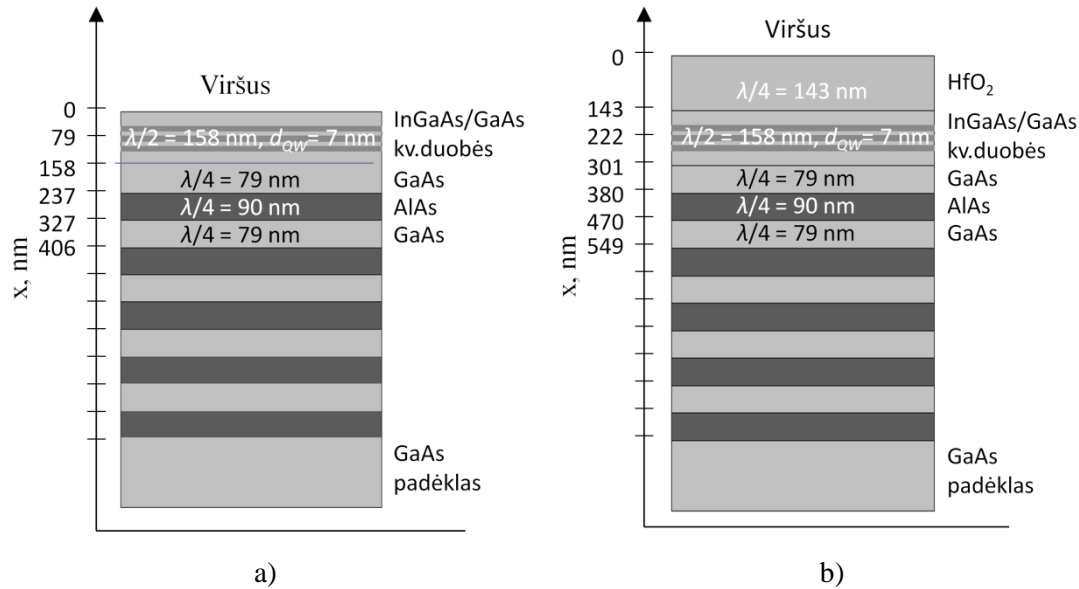 Viršus
0
79
158
237
327
406
x, nm
InGaAs/GaAs
λ/2 = 158 nm, dQW= 7 nm
kv.duobės
λ/4 = 79 nm
GaAs
λ/4 = 90 nm
AlAs
λ/4 = 79 nm
GaAs
GaAs
padėklas
a)
Viršus
0
143
222
301
380
470
549
x, nm
λ/4 = 143 nm
HfO2
InGaAs/GaAs
λ/2 = 158 nm, dQW= 7 nm
kv.duobės
λ/4 = 79 nm
GaAs
λ/4 = 90 nm
AlAs
λ/4 = 79 nm
GaAs
GaAs
padėklas
b)